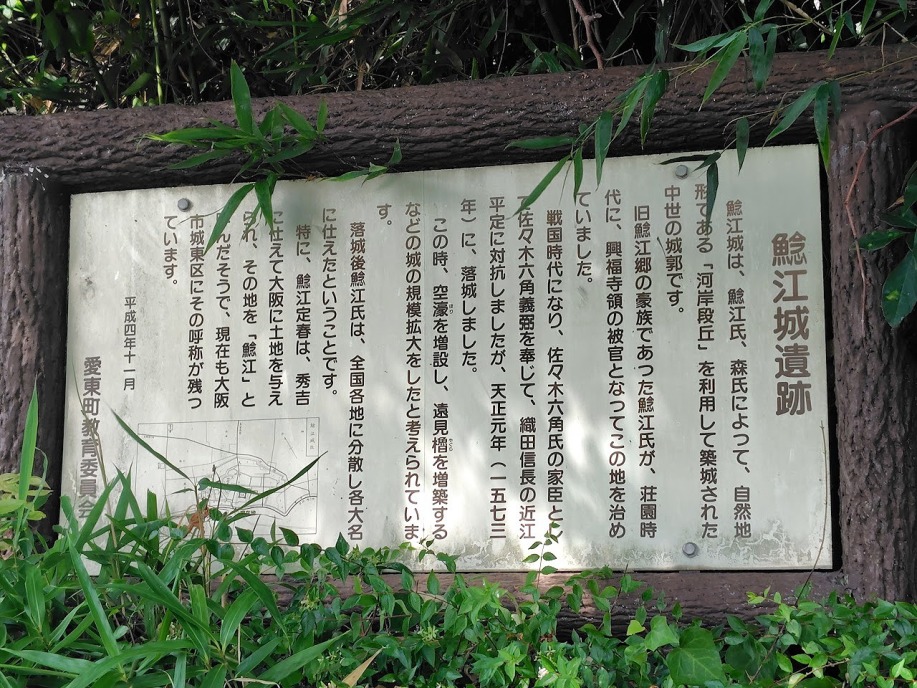 鯰江城遺跡
鯰江城は、鯰江氏、森氏によって、自然地
形である「河岸段丘」を利用して築城された
中世の城郭です。
旧鯰江郷の豪族であった鯰江氏が、荘園時
代に、興福寺領の被官となってこの地を治め
ていました。
戦国時代になり、佐々木六角氏の家臣とし
て佐々木六角義弼を奉じて、織田信長の近江
平定に対抗しましたが、天正元年(一五七三
年)に、落城しました。
この時、空濠を増設し、遠見櫓を増築する
などの城の規模拡大をしたと考えられていま
す。
落城後鯰江氏は、全国各地に分散し各大名
に仕えたということです。
特に、鯰江定春は、秀吉
に仕えて大阪に土地を与え
られ、その地を「鯰江」と
んだそうで、現在も大阪
市城東区にその呼称が残っ
ています。
平成四年十一月
愛東町教育委員会